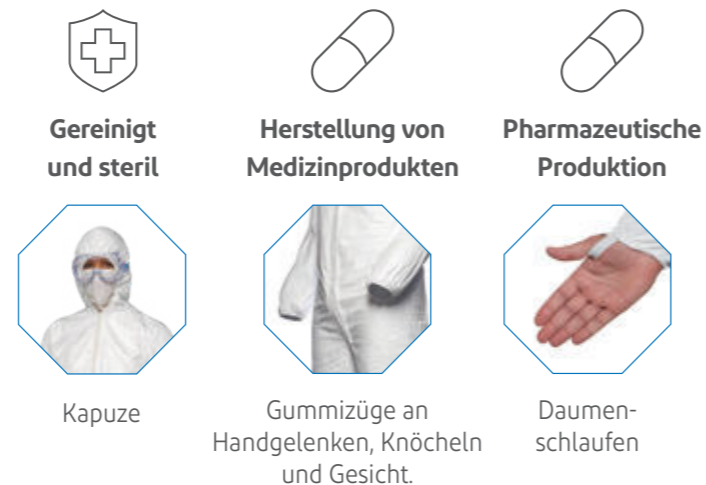 Gereinigt
und steril
Herstellung von
Medizinprodukten
Pharmazeutische
Produktion
Kapuze
Gummizüge an
Handgelenken, Knöcheln
und Gesicht.
Daumen-
schlaufen